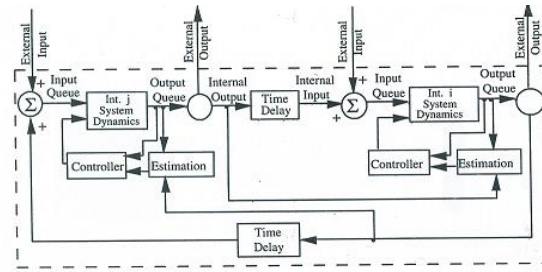 External Input
External Output
External Input
External Output
Input Queue
Int. j System Dynamics
Output Queue
Internal Output
Time Delay
Internal Input
Input Queue
Int. i System Dynamics
Output Queue
Σ
+
+
Σ
+
+
Controller
Estimation
Controller
Estimation
Time Delay